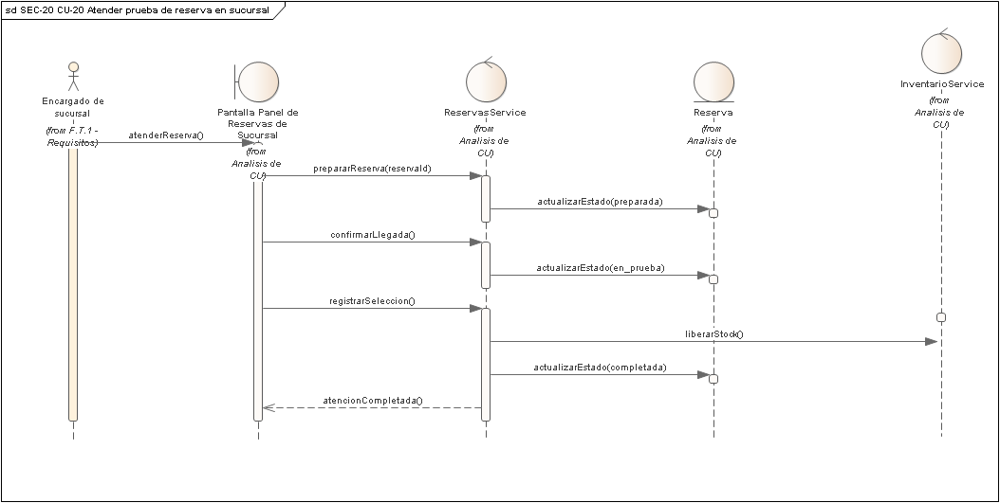 sd SEC-20 CU-20 Atender prueba de reserva en sucursal
Encargado de
sucursal
(from F.T.1 -
Requisitos)
Pantalla Panel de
Reservas de
Sucursal
(from
Analisis de
CU)
ReservasService
(from
Analisis de
CU)
Reserva
(from
Analisis de
CU)
InventarioService
(from
Analisis de
CU)
atenderReserva()
prepararReserva(reservaId)
actualizarEstado(preparada)
confirmarLlegada()
actualizarEstado(en_prueba)
registrarSeleccion()
liberarStock()
actualizarEstado(completada)
atencionCompletada()